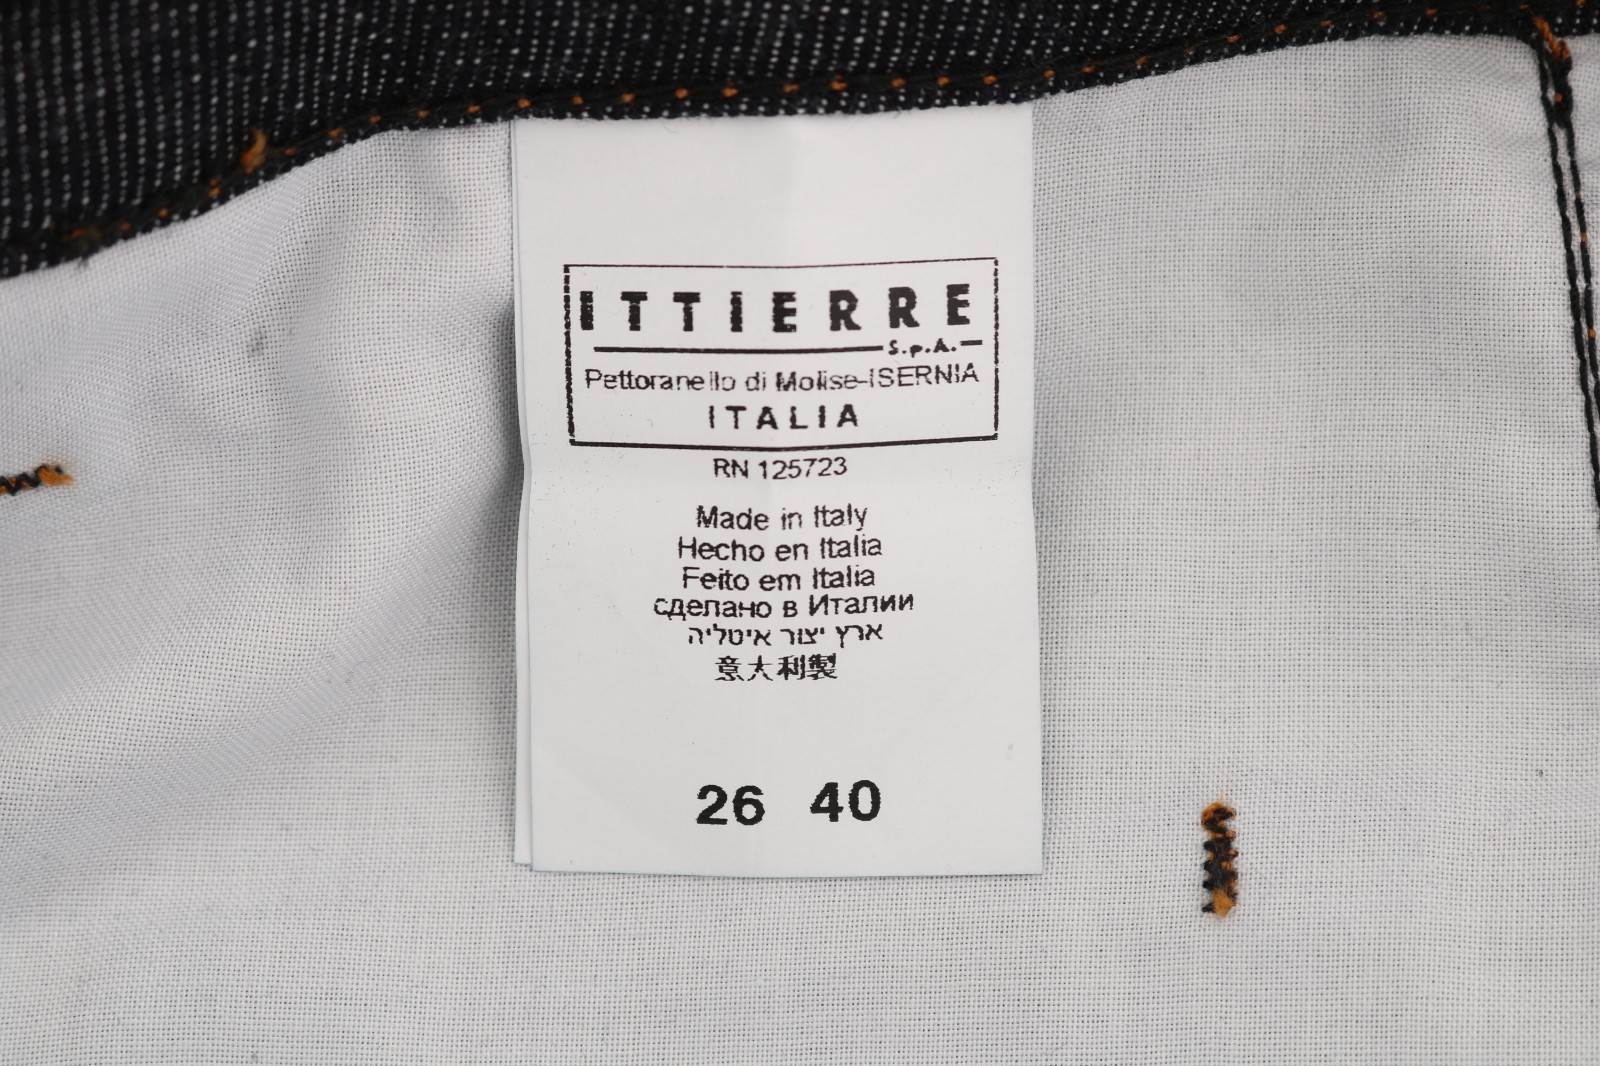 ITTIERRE
S.p.A.
Pettoranello di Molise-ISERNIA
ITALIA
RN 125723
Made in Italy
Hecho en Italia
Feito em Italia
сделано в Италии
ארץ יצור איטליה
意大利製
26 40